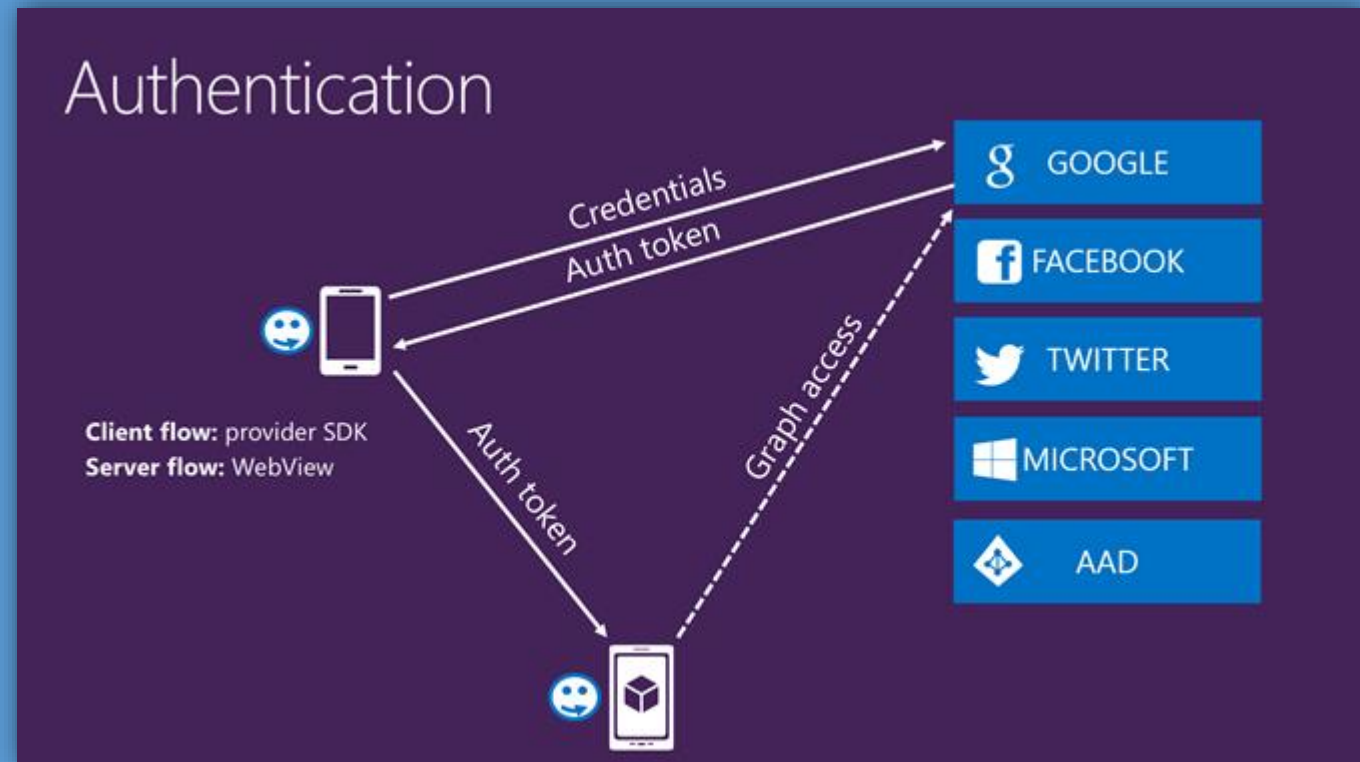 Authentication
Credentials
Auth token
GOOGLE
FACEBOOK
TWITTER
MICROSOFT
AAD
Client flow: provider SDK
Server flow: WebView
Auth token
Graph access